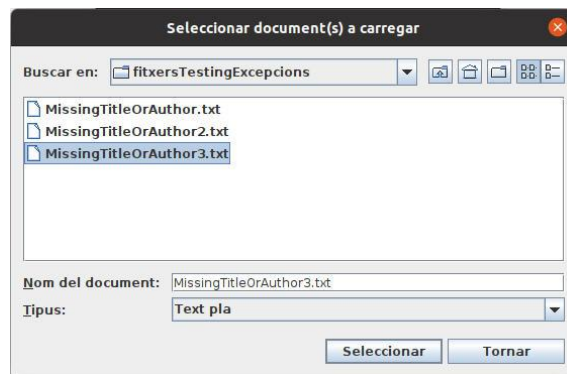 Seleccionar document(s) a carregar
Buscar en: fitxersTestingExcepcions
MissingTitleOrAuthor.txt
MissingTitleOrAuthor2.txt
MissingTitleOrAuthor3.txt
Nom del document: MissingTitleOrAuthor3.txt
Tipus: Text pla
Seleccionar Tornar